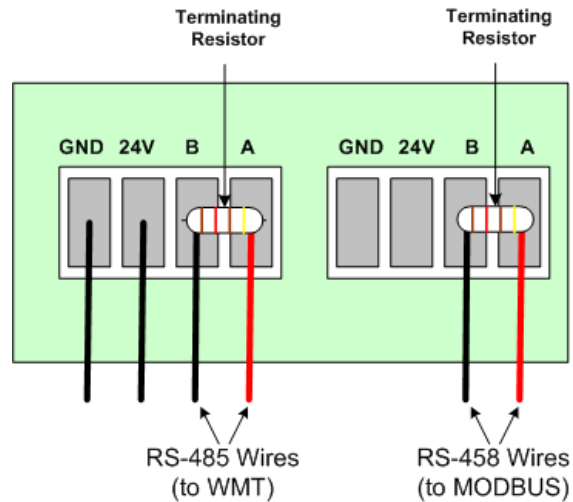 Terminating
Resistor
Terminating
Resistor
GND 24V B A
GND 24V B A
RS-485 Wires
(to WMT)
RS-458 Wires
(to MODBUS)